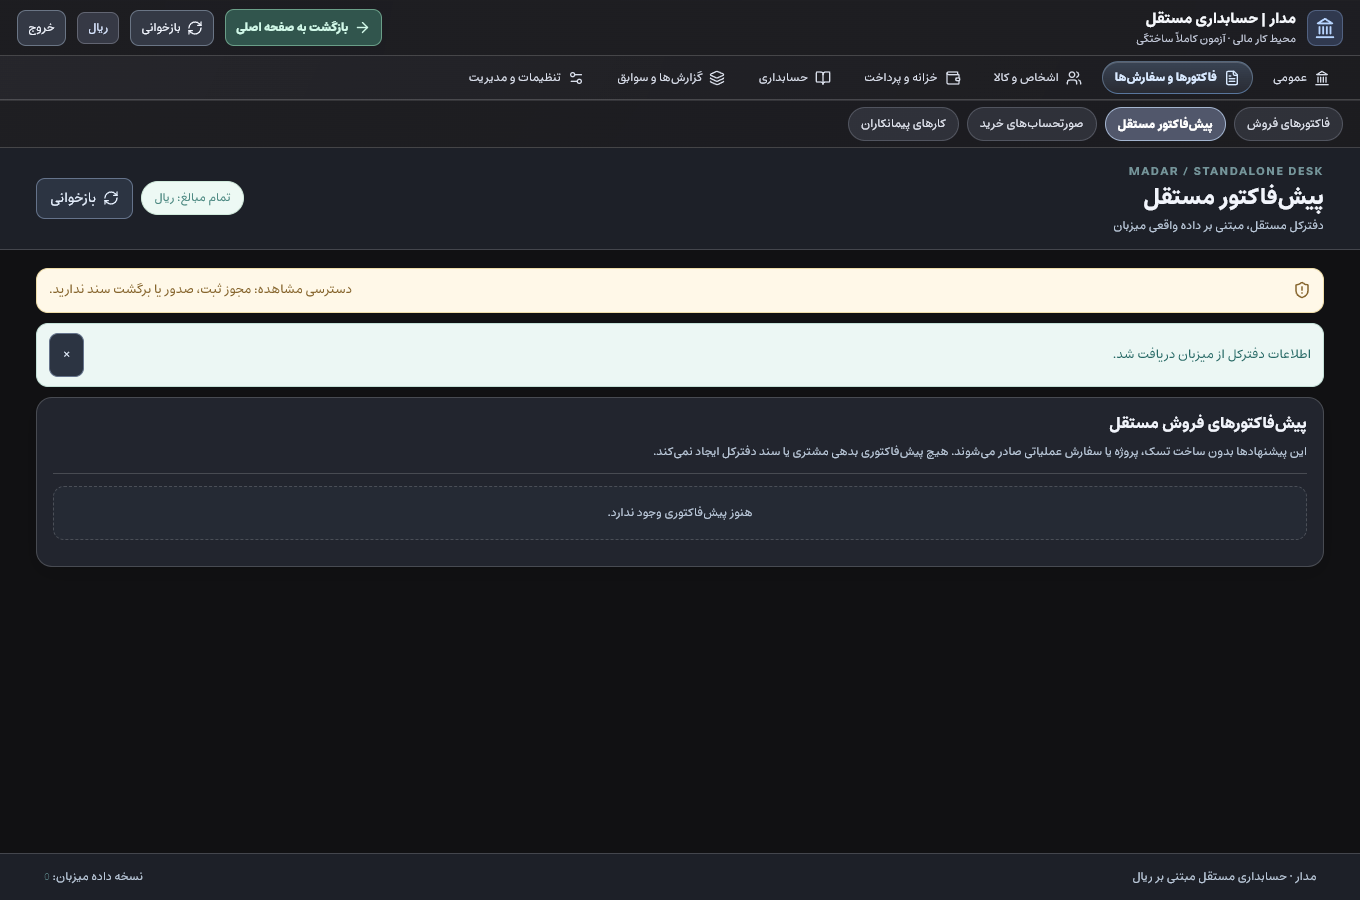 مدار | حسابداری مستقل
محیط کار مالی · آزمون کاملاً ساختگی
بازگشت به صفحه اصلی
بازخوانی
ریال
خروج
عمومی
فاکتورها و سفارش‌ها
اشخاص و کالا
خزانه و پرداخت
حسابداری
گزارش‌ها و سوابق
تنظیمات و مدیریت
فاکتورهای فروش
پیش‌فاکتور مستقل
صورتحساب‌های خرید
کارهای پیمانکاران
MADAR / STANDALONE DESK
پیش‌فاکتور مستقل
دفترکل مستقل، مبتنی بر داده واقعی میزبان
تمام مبالغ: ریال
بازخوانی
دسترسی مشاهده: مجوز ثبت، صدور یا برگشت سند ندارید.
اطلاعات دفترکل از میزبان دریافت شد.
×
پیش‌فاکتورهای فروش مستقل
این پیشنهادها بدون ساخت تسک، پروژه یا سفارش عملیاتی صادر می‌شوند. هیچ پیش‌فاکتوری بدهی مشتری یا سند دفترکل ایجاد نمی‌کند.
هنوز پیش‌فاکتوری وجود ندارد.
مدار · حسابداری مستقل مبتنی بر ریال
نسخه داده میزبان: